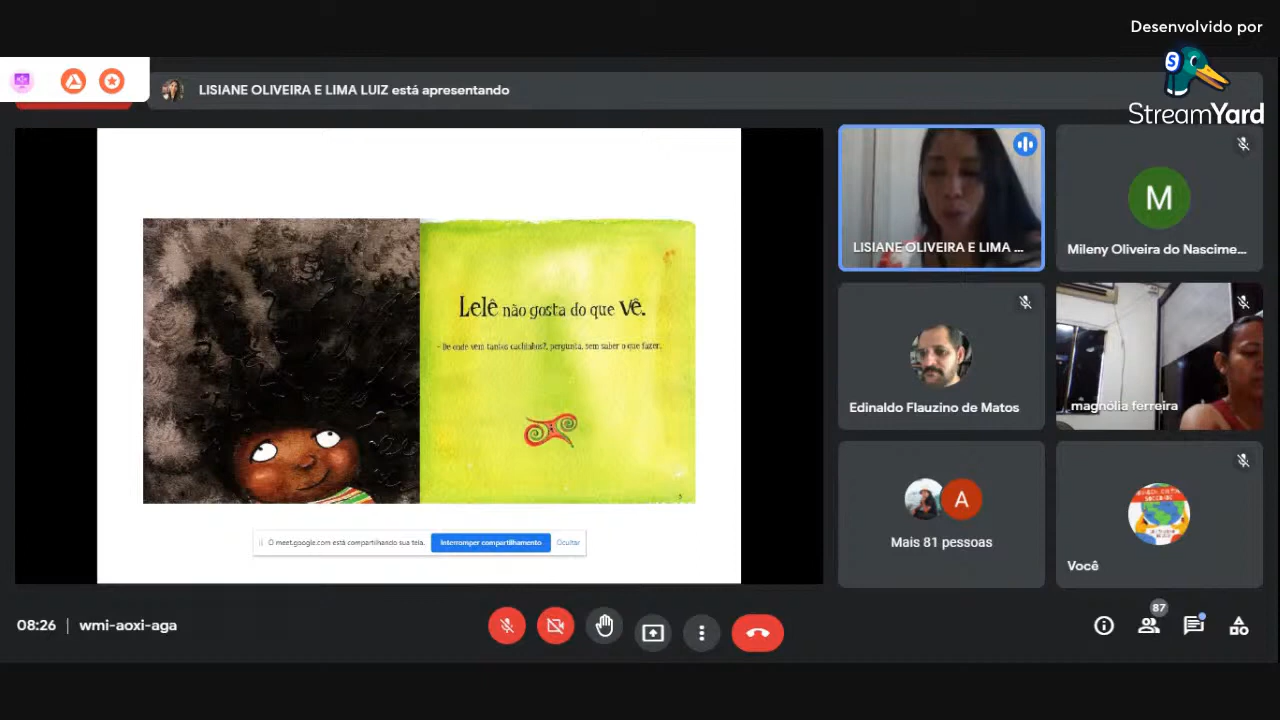 Desenvolvido por
StreamYard
LISIANE OLIVEIRA E LIMA LUIZ está apresentando
Lelê não gosta do que vê.
- De onde vem tantos cachinhos?, pergunta, sem saber o que fazer.
5
O meet.google.com está compartilhando sua tela.
Interromper compartilhamento
Ocultar
LISIANE OLIVEIRA E LIMA ...
M
Mileny Oliveira do Nascime...
Edinaldo Flauzino de Matos
magnólia ferreira
A
Mais 81 pessoas
Você
08:26 | wmi-aoxi-aga
87